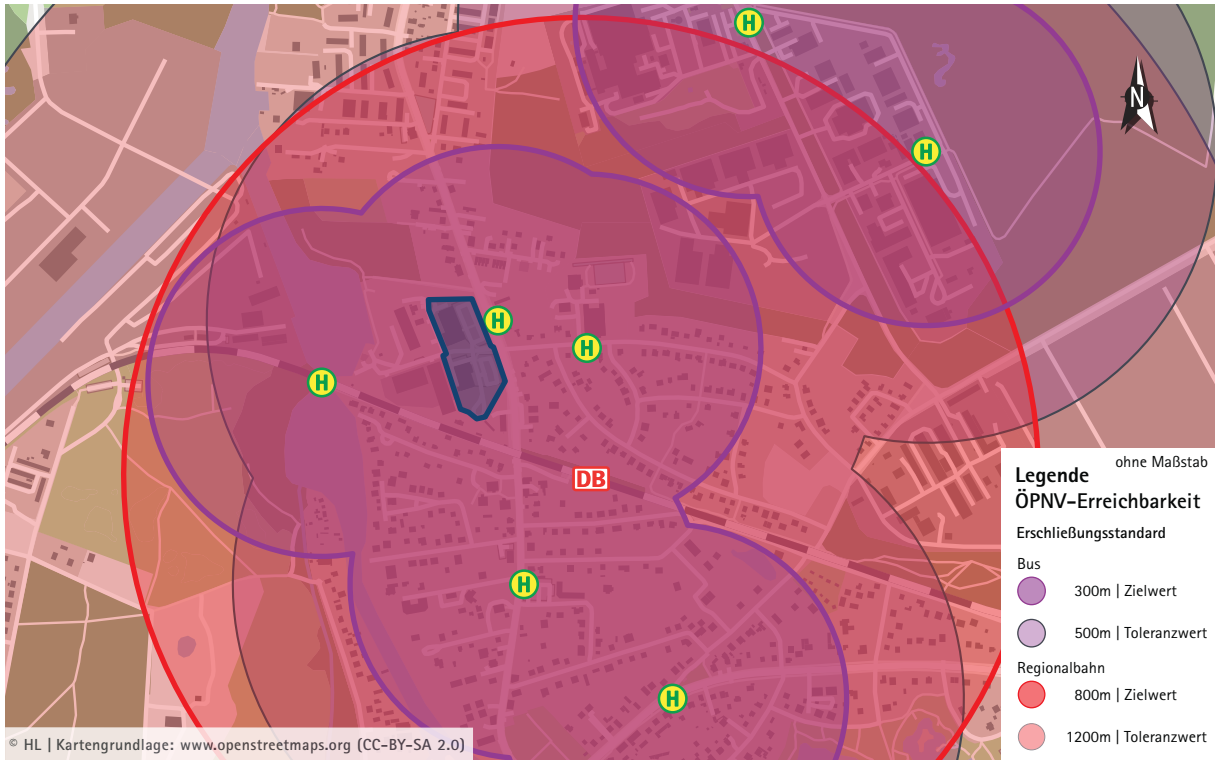 H
H
N
H
H
H
DB
H
H
ohne Maßstab
Legende
ÖPNV-Erreichbarkeit
Erschließungsstandard
Bus
300m | Zielwert
500m | Toleranzwert
Regionalbahn
800m | Zielwert
1200m | Toleranzwert
© HL | Kartengrundlage: www.openstreetmaps.org (CC-BY-SA 2.0)